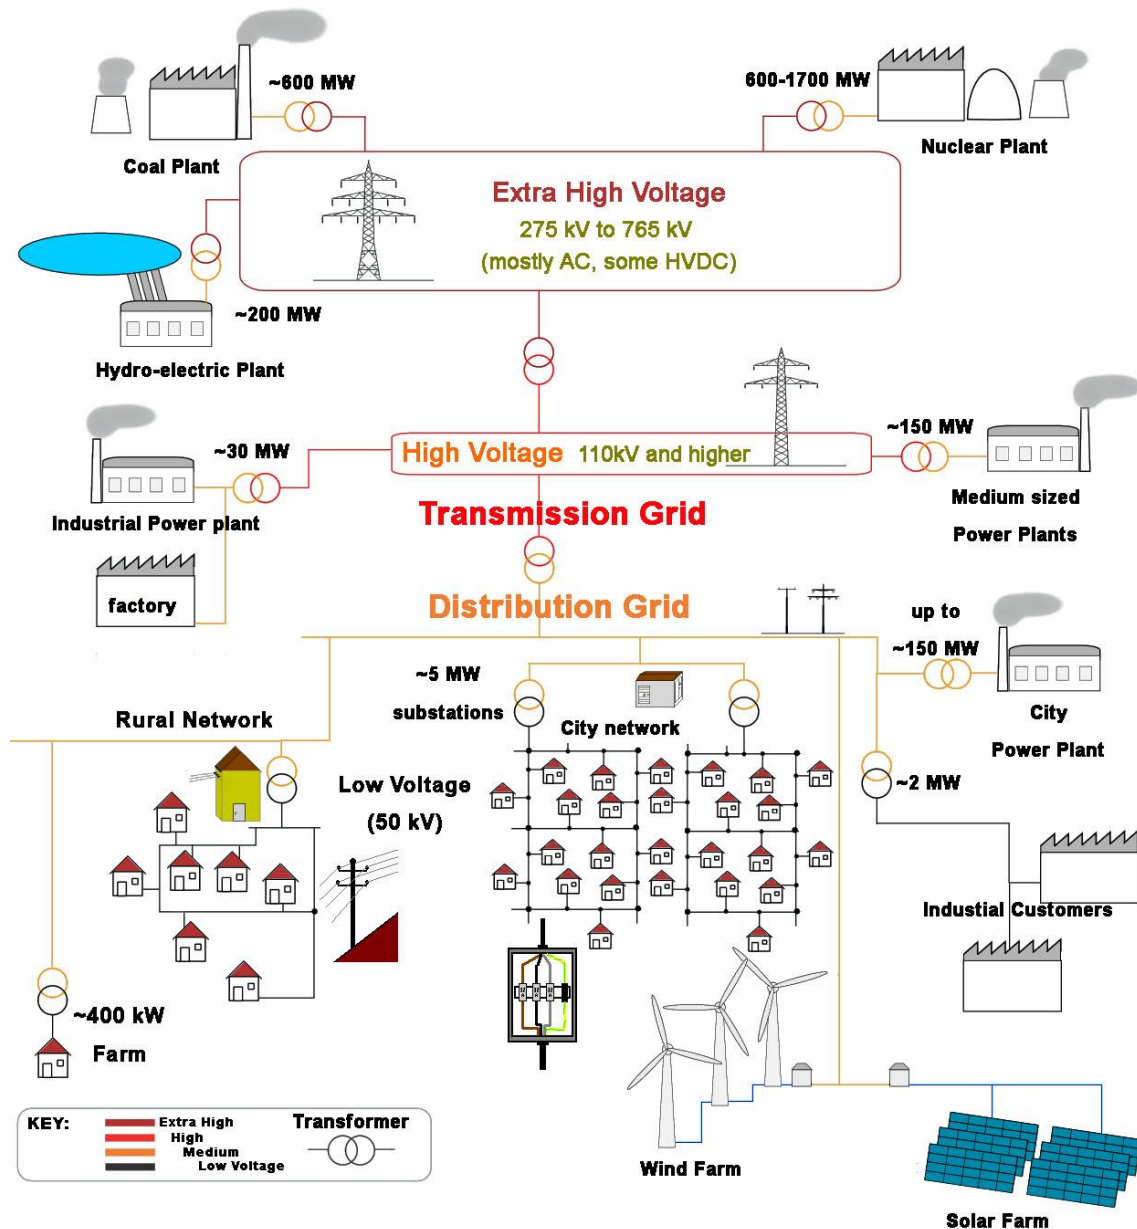 ~600 MW
Coal Plant
600-1700 MW
Nuclear Plant
Extra High Voltage
275 kV to 765 kV
(mostly AC, some HVDC)
~200 MW
Hydro-electric Plant
~30 MW
Industrial Power plant
factory
High Voltage 110kV and higher
~150 MW
Medium sized
Power Plants
Transmission Grid
Distribution Grid
up to
~150 MW
City
Power Plant
~5 MW
substations
City network
Rural Network
Low Voltage
(50 kV)
~2 MW
Industial Customers
~400 kW
Farm
Wind Farm
Solar Farm
KEY:
Extra High
High
Medium
Low Voltage
Transformer